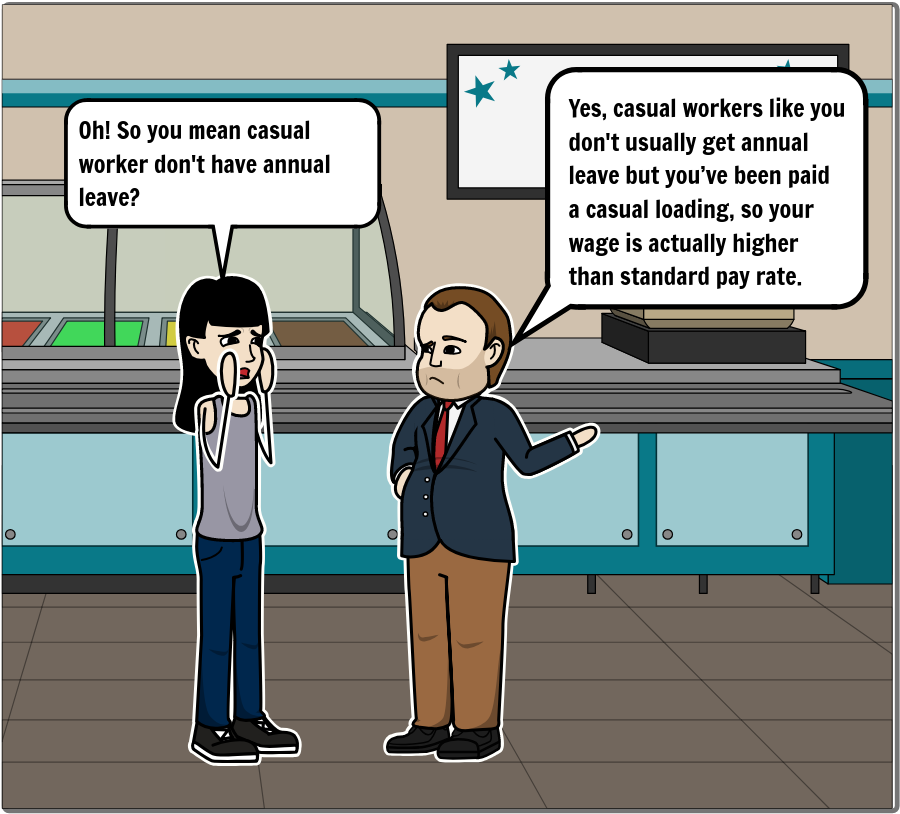 Oh! So you mean casual
worker don't have annual
leave?
Yes, casual workers like you
don't usually get annual
leave but you’ve been paid
a casual loading, so your
wage is actually higher
than standard pay rate.